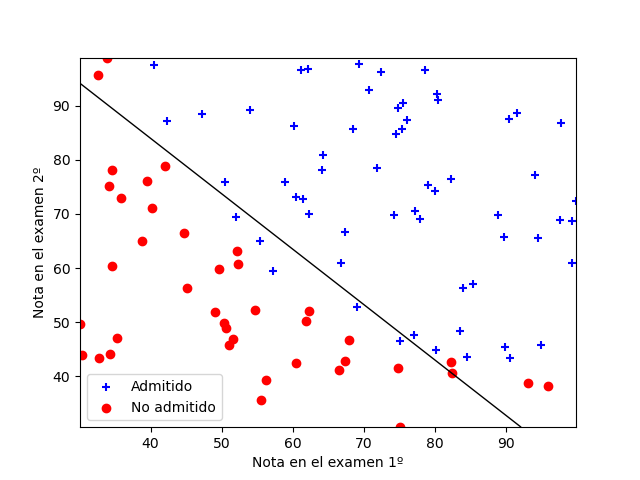 90
80
70
60
50
40
Nota en el examen 2º
Admitido
No admitido
40 50 60 70 80 90
Nota en el examen 1º